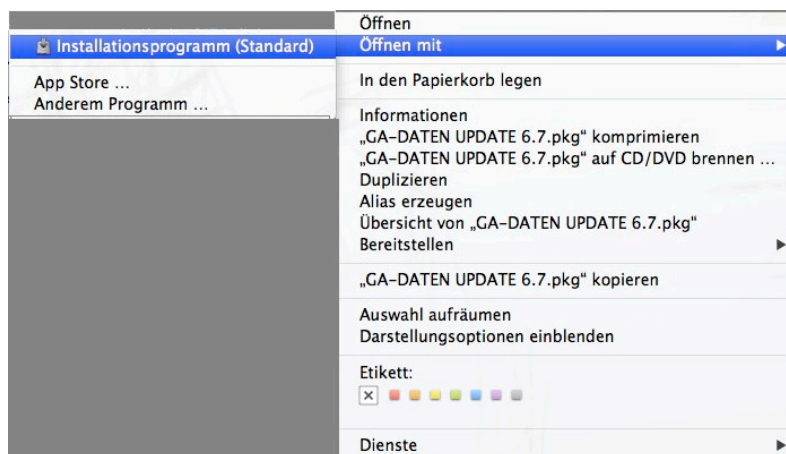 Öffnen
Öffnen mit
Installationsprogramm (Standard)
App Store ...
Anderem Programm ...
In den Papierkorb legen
Informationen
„GA-DATEN UPDATE 6.7.pkg“ komprimieren
„GA-DATEN UPDATE 6.7.pkg“ auf CD/DVD brennen ...
Duplizieren
Alias erzeugen
Übersicht von „GA-DATEN UPDATE 6.7.pkg“
Bereitstellen
„GA-DATEN UPDATE 6.7.pkg“ kopieren
Auswahl aufräumen
Darstellungsoptionen einblenden
Etikett:
Dienste